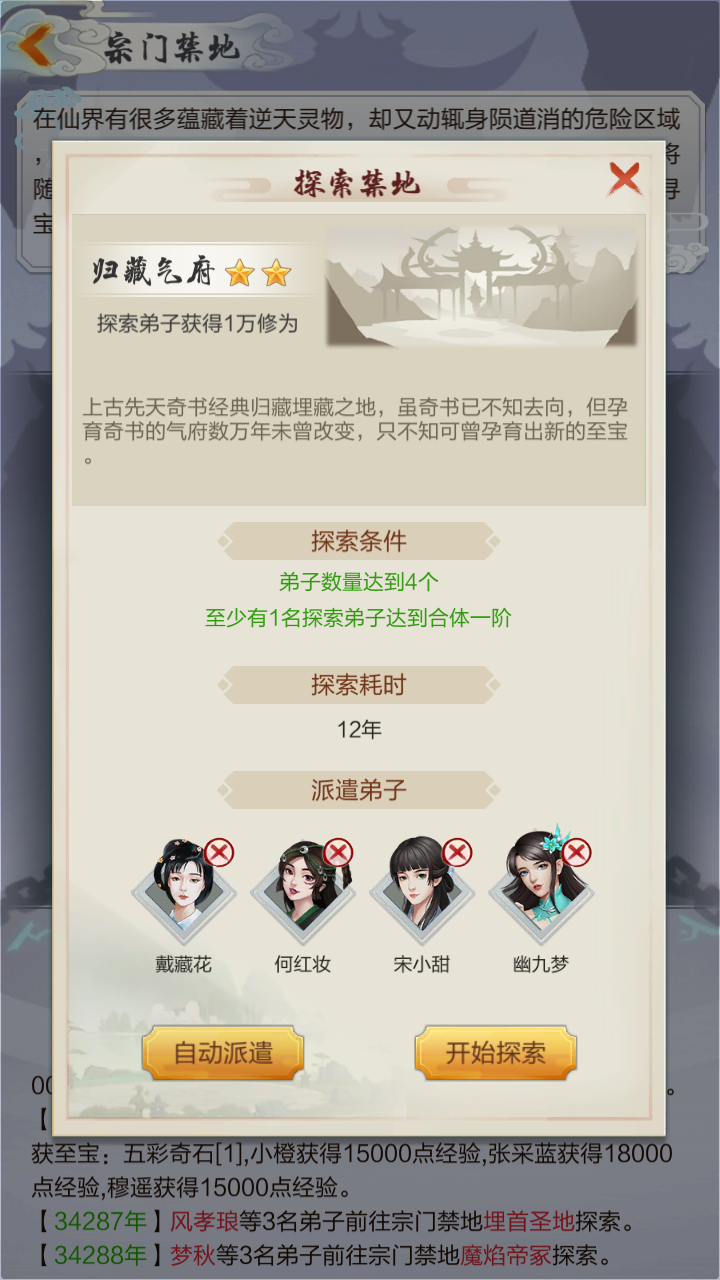 宗门禁地
在仙界有很多蕴藏着逆天灵物，却又动辄身陨道消的危险区域
，
随
宝
探索禁地
归藏气府
探索弟子获得1万修为
上古先天奇书经典归藏埋藏之地，虽奇书已不知去向，但孕
育奇书的气府数万年未曾改变，只不知可曾孕育出新的至宝
。
探索条件
弟子数量达到4个
至少有1名探索弟子达到合体一阶
探索耗时
12年
派遣弟子
戴藏花 何红妆 宋小甜 幽九梦
自动派遣 开始探索
获至宝：五彩奇石[1],小橙获得15000点经验,张采蓝获得18000
点经验,穆遥获得15000点经验。
【34287年】风孝琅等3名弟子前往宗门禁地埋首圣地探索。
【34288年】梦秋等3名弟子前往宗门禁地魔焰帝冢探索。